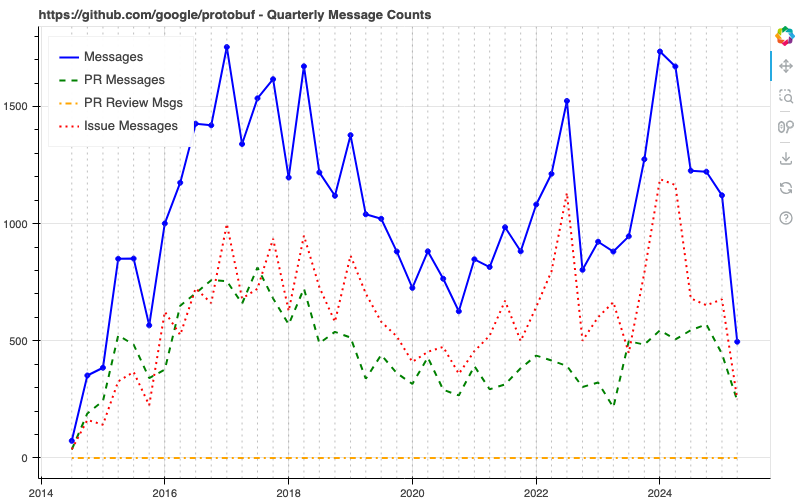 https://github.com/google/protobuf - Quarterly Message Counts
Messages
PR Messages
PR Review Msgs
Issue Messages
1500
1000
500
0
2014
2016
2018
2020
2022
2024